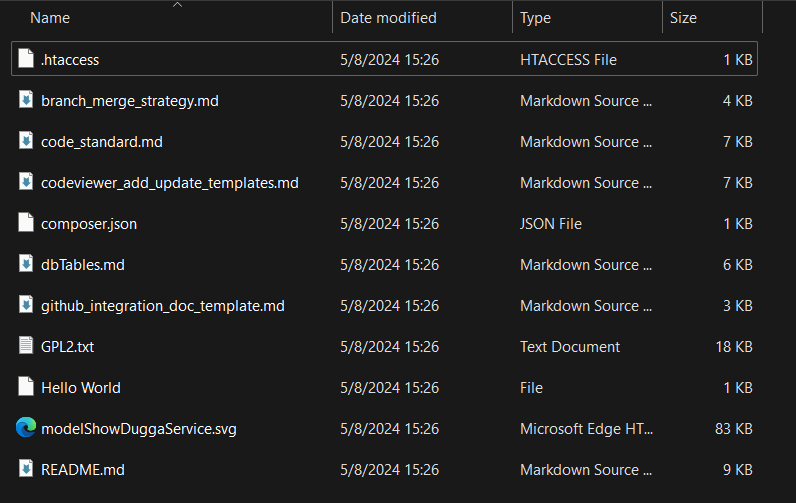 Name Date modified Type Size
.htaccess 5/8/2024 15:26 HTACCESS File 1 KB
branch_merge_strategy.md 5/8/2024 15:26 Markdown Source ... 4 KB
code_standard.md 5/8/2024 15:26 Markdown Source ... 7 KB
codeviewer_add_update_templates.md 5/8/2024 15:26 Markdown Source ... 7 KB
composer.json 5/8/2024 15:26 JSON File 1 KB
dbTables.md 5/8/2024 15:26 Markdown Source ... 6 KB
github_integration_doc_template.md 5/8/2024 15:26 Markdown Source ... 3 KB
GPL2.txt 5/8/2024 15:26 Text Document 18 KB
Hello World 5/8/2024 15:26 File 1 KB
modelShowDuggaService.svg 5/8/2024 15:26 Microsoft Edge HT... 83 KB
README.md 5/8/2024 15:26 Markdown Source ... 9 KB